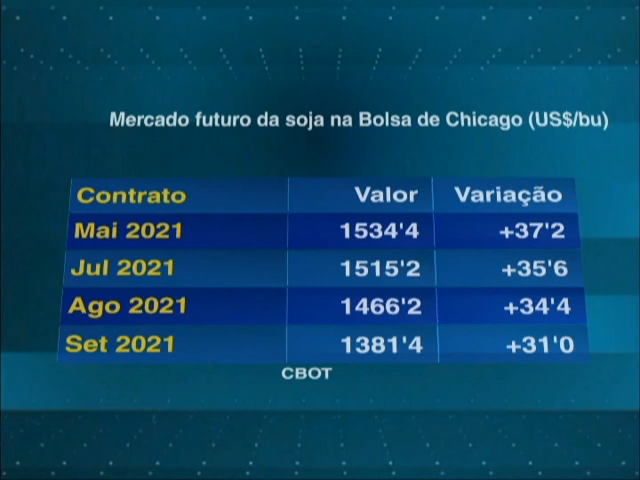 Mercado futuro da soja na Bolsa de Chicago (US$/bu)
Contrato Valor Variação
Mai 2021 1534'4 +37'2
Jul 2021 1515'2 +35'6
Ago 2021 1466'2 +34'4
Set 2021 1381'4 +31'0
CBOT